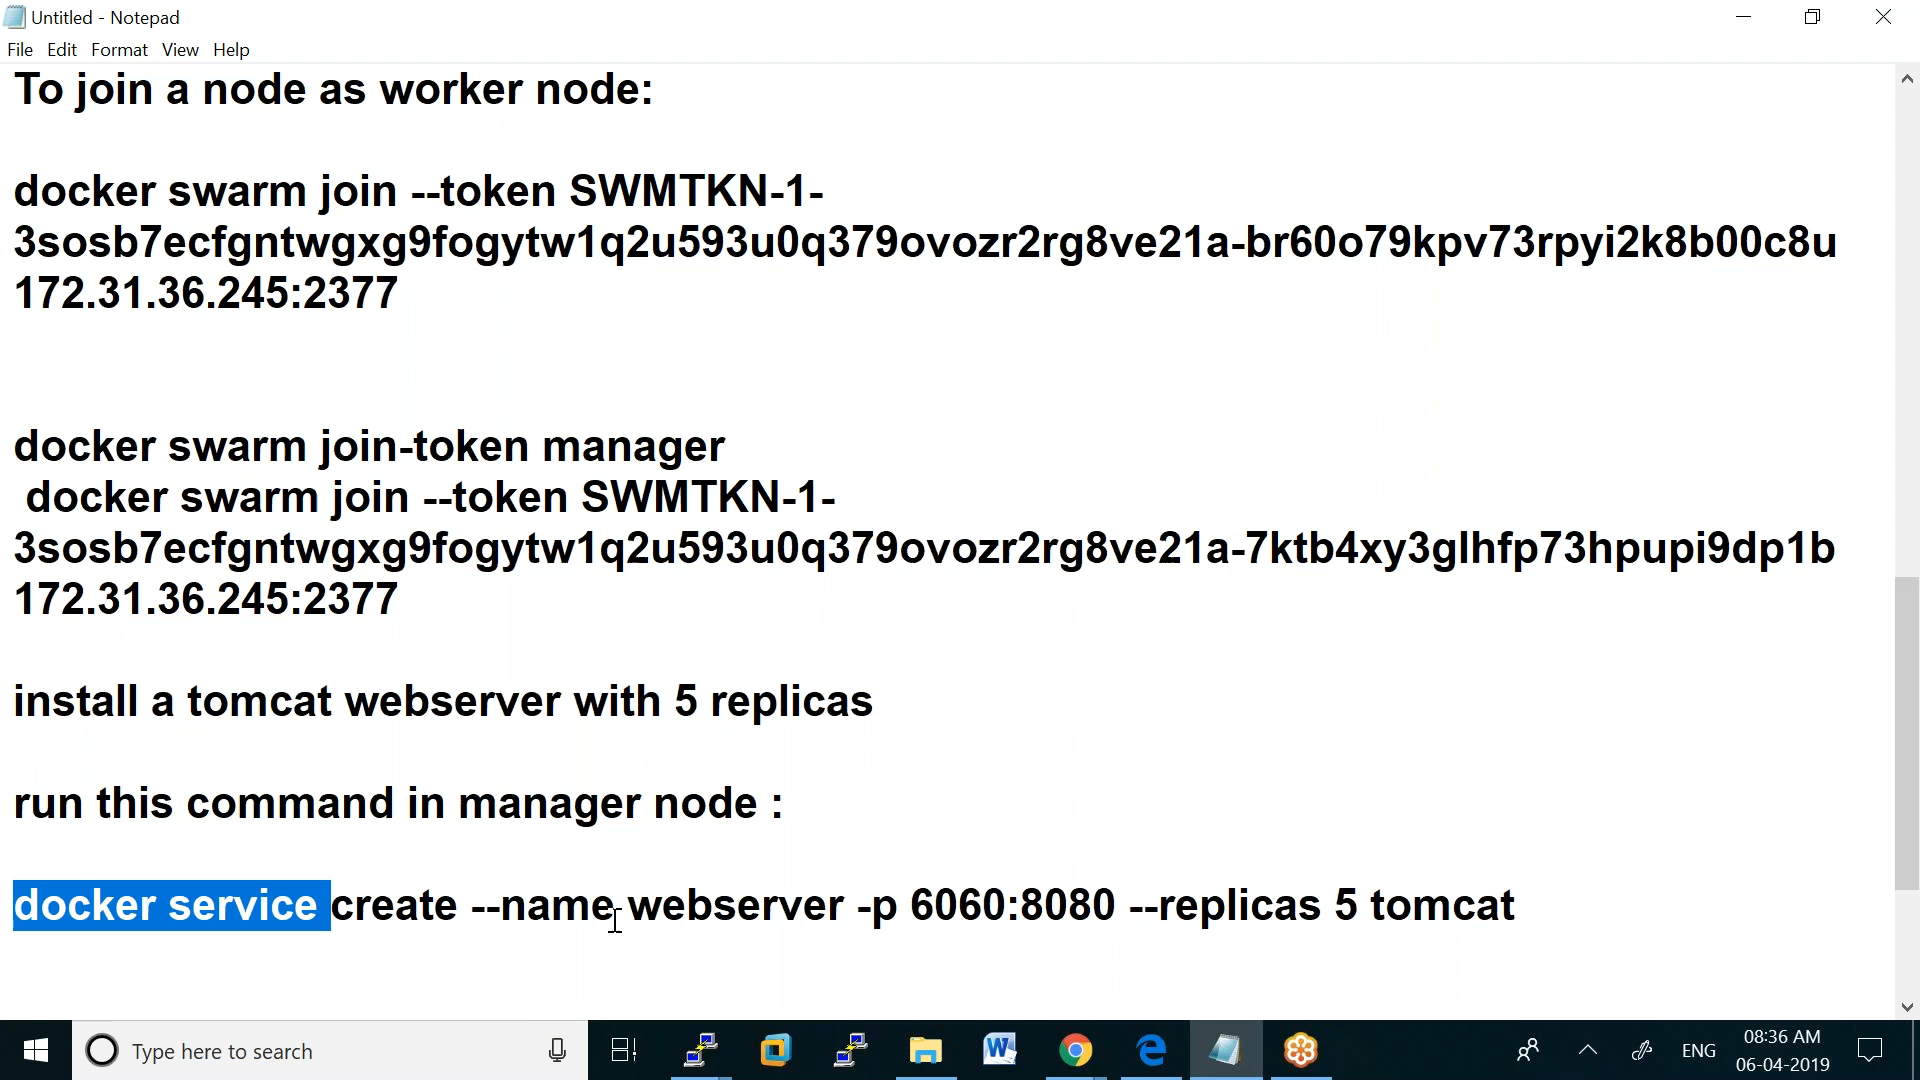 Untitled - Notepad
File Edit Format View Help
To join a node as worker node:
docker swarm join --token SWMTKN-1-
3sosb7ecfgntwgxg9fogytw1q2u593u0q379ovozr2rg8ve21a-br60o79kpv73rpyi2k8b00c8u
172.31.36.245:2377
docker swarm join-token manager
docker swarm join --token SWMTKN-1-
3sosb7ecfgntwgxg9fogytw1q2u593u0q379ovozr2rg8ve21a-7ktb4xy3glhfp73hpupi9dp1b
172.31.36.245:2377
install a tomcat webserver with 5 replicas
run this command in manager node :
docker service create --name webserver -p 6060:8080 --replicas 5 tomcat
Type here to search
ENG
08:36 AM
06-04-2019